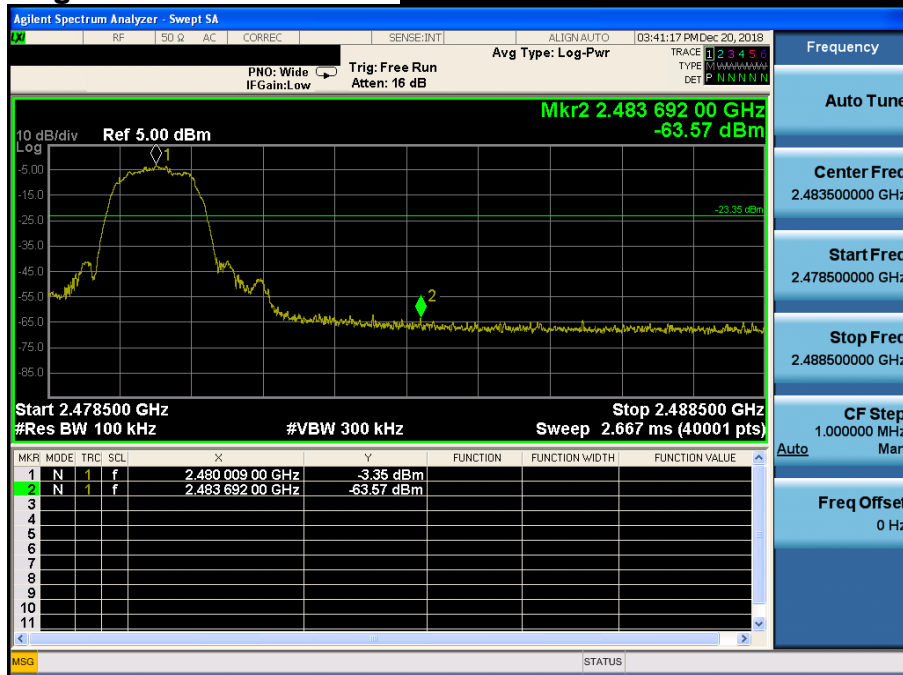 Agilent Spectrum Analyzer - Swept SA
LXI RF 50 Ω AC CORREC SENSE:INT ALIGN AUTO 03:41:17 PM Dec 20, 2018
Avg Type: Log-Pwr
TRACE 1 2 3 4 5 6
PNO: Wide Trig: Free Run
TYPE M
IFGain:Low Atten: 16 dB
DET P N N N N N
Mkr2 2.483 692 00 GHz
-63.57 dBm
10 dB/div Ref 5.00 dBm
Log
1
-5.00
-15.0
-25.0
-23.35 dBm
-35.0
-45.0
-55.0
2
-65.0
-75.0
-85.0
Start 2.478500 GHz Stop 2.488500 GHz
#Res BW 100 kHz #VBW 300 kHz Sweep 2.667 ms (40001 pts)
MKR MODE TRC SCL X Y FUNCTION FUNCTION WIDTH FUNCTION VALUE
1 N 1 f 2.480 009 00 GHz -3.35 dBm
2 N 1 f 2.483 692 00 GHz -63.57 dBm
3
4
5
6
7
8
9
10
11
MSG STATUS
Frequency
Auto Tune
Center Freq
2.483500000 GHz
Start Freq
2.478500000 GHz
Stop Freq
2.488500000 GHz
CF Step
1.000000 MHz
Auto Man
Freq Offset
0 Hz